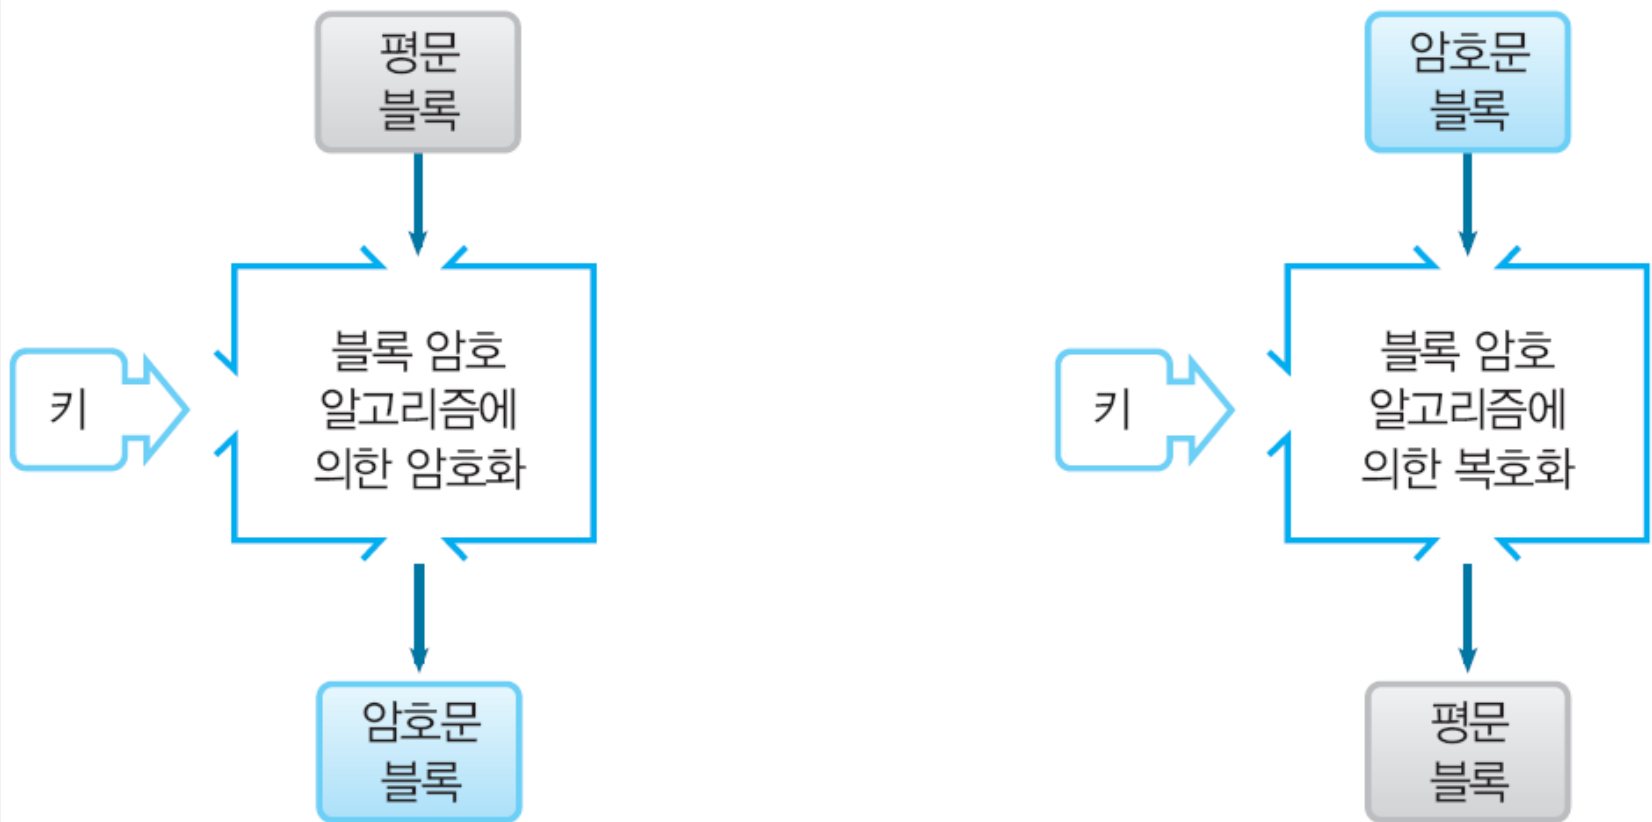 평문
블록
키
블록 암호
알고리즘에
의한 암호화
암호문
블록
암호문
블록
키
블록 암호
알고리즘에
의한 복호화
평문
블록